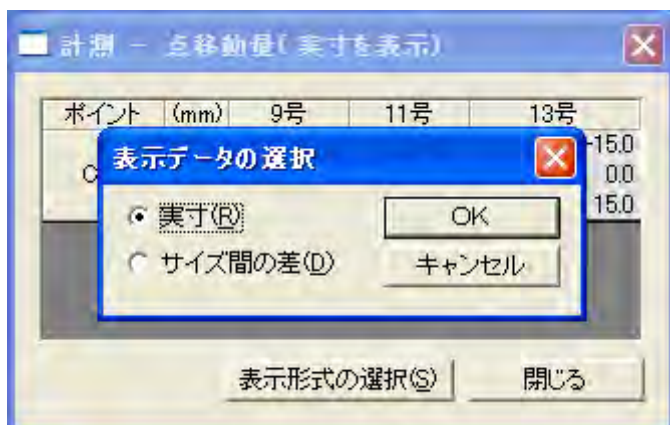 計測 - 点移動量(実寸を表示)
ポイント (mm) 9号 11号 13号
表示データの選択
-15.0
C
0.0
15.0
実寸(R)
OK
サイズ間の差(D)
キャンセル
表示形式の選択(S)
閉じる